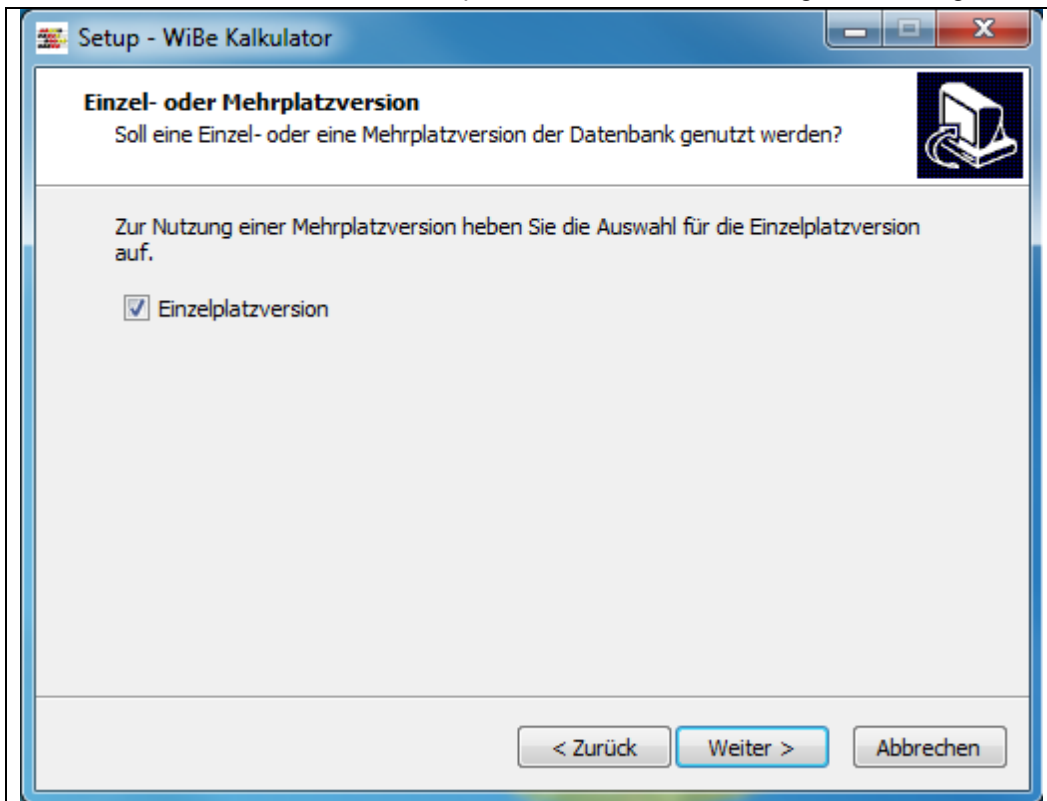 Setup - WiBe Kalkulator
Einzel- oder Mehrplatzversion
Soll eine Einzel- oder eine Mehrplatzversion der Datenbank genutzt werden?
Zur Nutzung einer Mehrplatzversion heben Sie die Auswahl für die Einzelplatzversion
auf.
Einzelplatzversion
< Zurück
Weiter >
Abbrechen